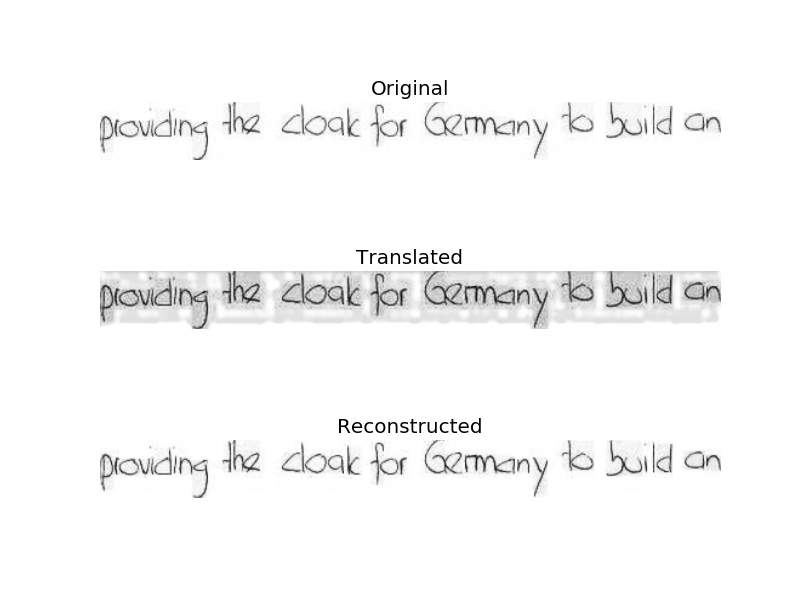 Original
providing the cloak for Germany to build an
Translated
providing the cloak for Germany to build an
Reconstructed
providing the cloak for Germany to build an